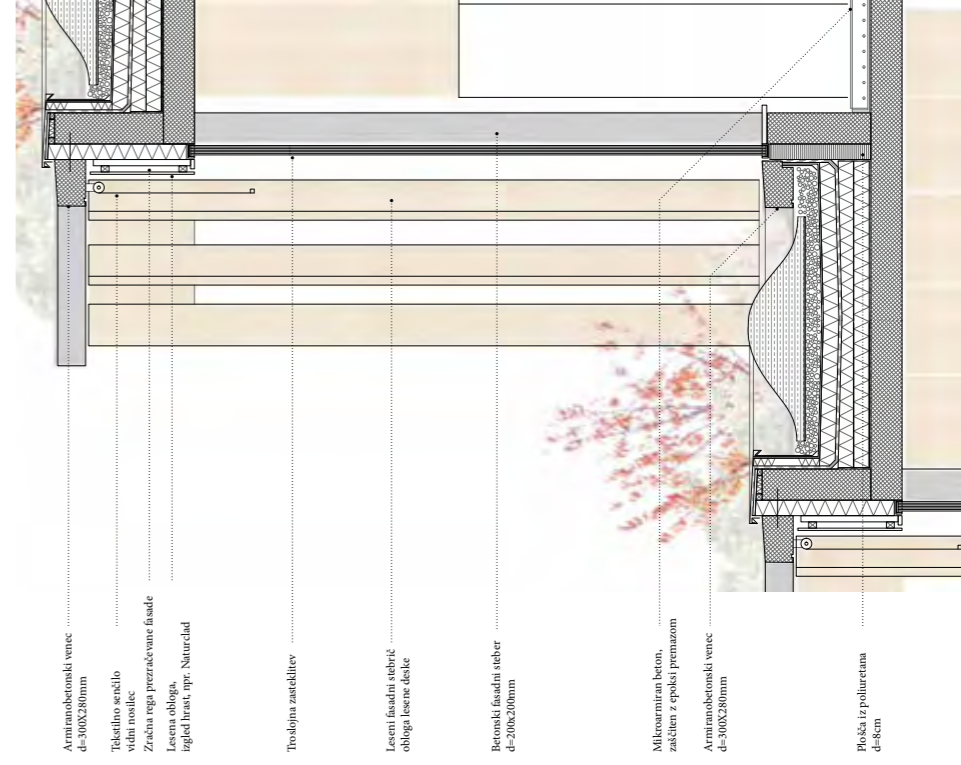 Armiranobetonski venec
d=300X280mm
Tekstilno senčilo
vidni nosilec
Zračna rega prezračevane fasade
Lesena obloga,
izgled hrast, npr. Naturclad
Troslojna zasteklitev
Leseni fasadni stebrič
obloga lesene deske
Betonski fasadni steber
d=200x200mm
Mikroarmiran beton,
zaščiten z epoksi premazom
Armiranobetonski venec
d=300X280mm
Plošča iz poliuretana
d=8cm